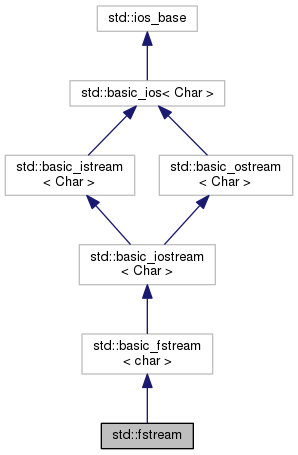 std::ios_base
std::basic_ios< Char >
std::basic_istream
< Char >
std::basic_ostream
< Char >
std::basic_iostream
< Char >
std::basic_fstream
< char >
std::fstream